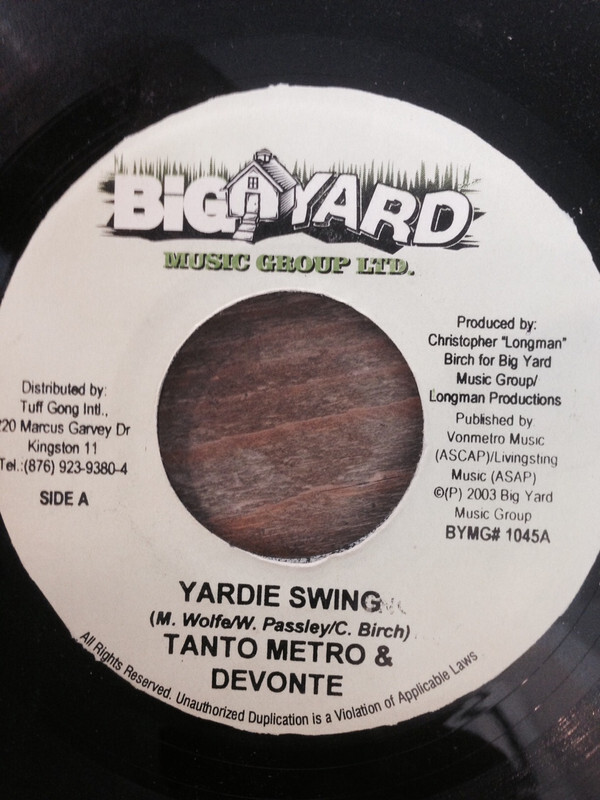 BiG YARD
MUSIC GROUP LTD.
Produced by:
Christopher "Longman"
Birch for Big Yard
Music Group/
Longman Productions
Published by
Vonmetro Music
(ASCAP)/Livingsting
Music (ASAP)
©(P) 2003 Big Yard
Music Group
BYMG# 1045A
Distributed by:
Tuff Gong Intl.,
220 Marcus Garvey Dr
Kingston 11
Tel.:(876) 923-9380-4
SIDE A
YARDIE SWING
(M. Wolfe/W. Passley/C. Birch)
TANTO METRO &
DEVONTE
All Rights Reserved. Unauthorized Duplication is a Violation of Applicable Laws